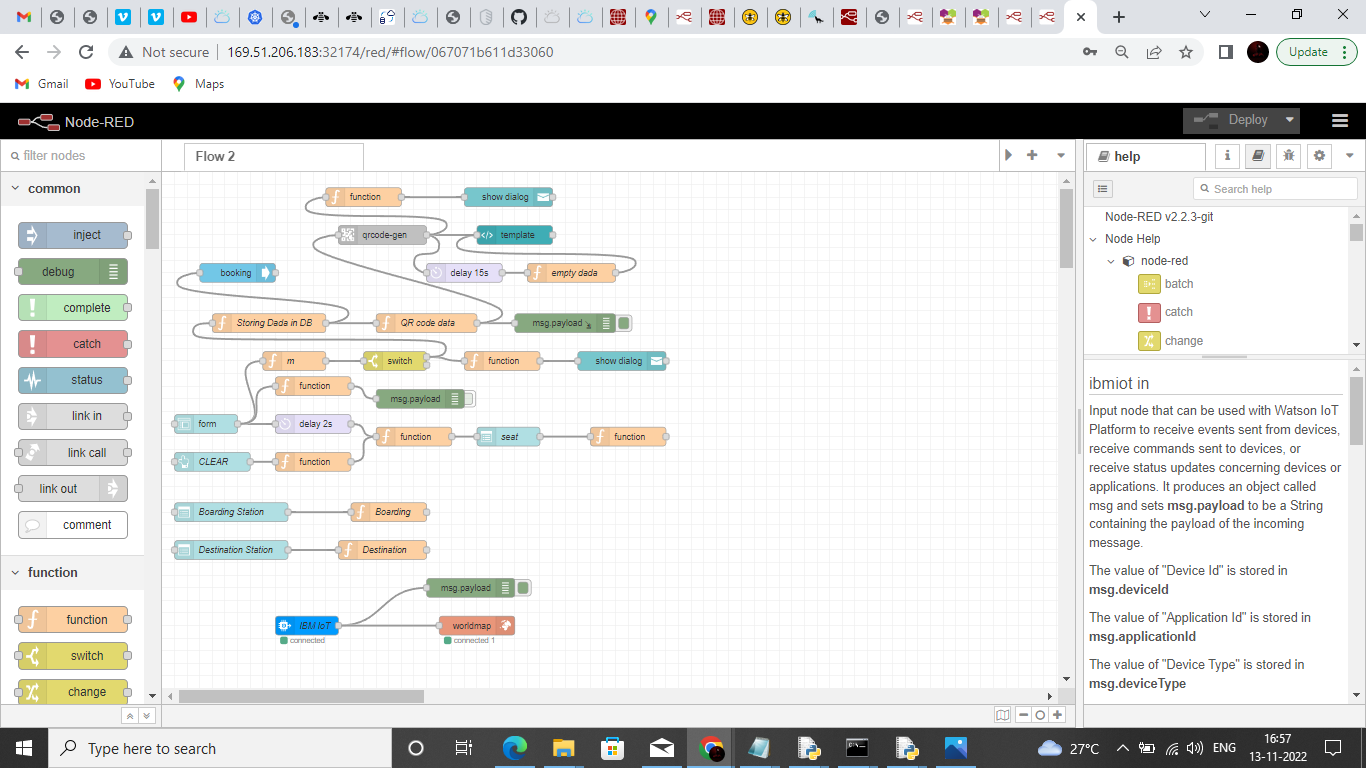 Not secure
169.51.206.183:32174/red/#flow/067071b611d33060
Update
Gmail
YouTube
Maps
Node-RED
Deploy
filter nodes
Flow 2
help
common
inject
debug
complete
catch
status
link in
link call
link out
comment
function
function
switch
change
function
show dialog
qrcode-gen
template
booking
delay 15s
empty dada
Storing Dada in DB
QR code data
msg.payload
m
switch
function
show dialog
function
msg.payload
form
delay 2s
function
seat
function
CLEAR
function
Boarding Station
Boarding
Destination Station
Destination
msg.payload
IBM IoT
connected
worldmap
connected 1
Search help
Node-RED v2.2.3-git
Node Help
node-red
batch
catch
change
ibmiot in
Input node that can be used with Watson IoT
Platform to receive events sent from devices,
receive commands sent to devices, or
receive status updates concerning devices or
applications. It produces an object called
msg and sets msg.payload to be a String
containing the payload of the incoming
message.
The value of "Device Id" is stored in
msg.deviceId
The value of "Application Id" is stored in
msg.applicationId
The value of "Device Type" is stored in
msg.deviceType
Type here to search
27°C
ENG
16:57
13-11-2022